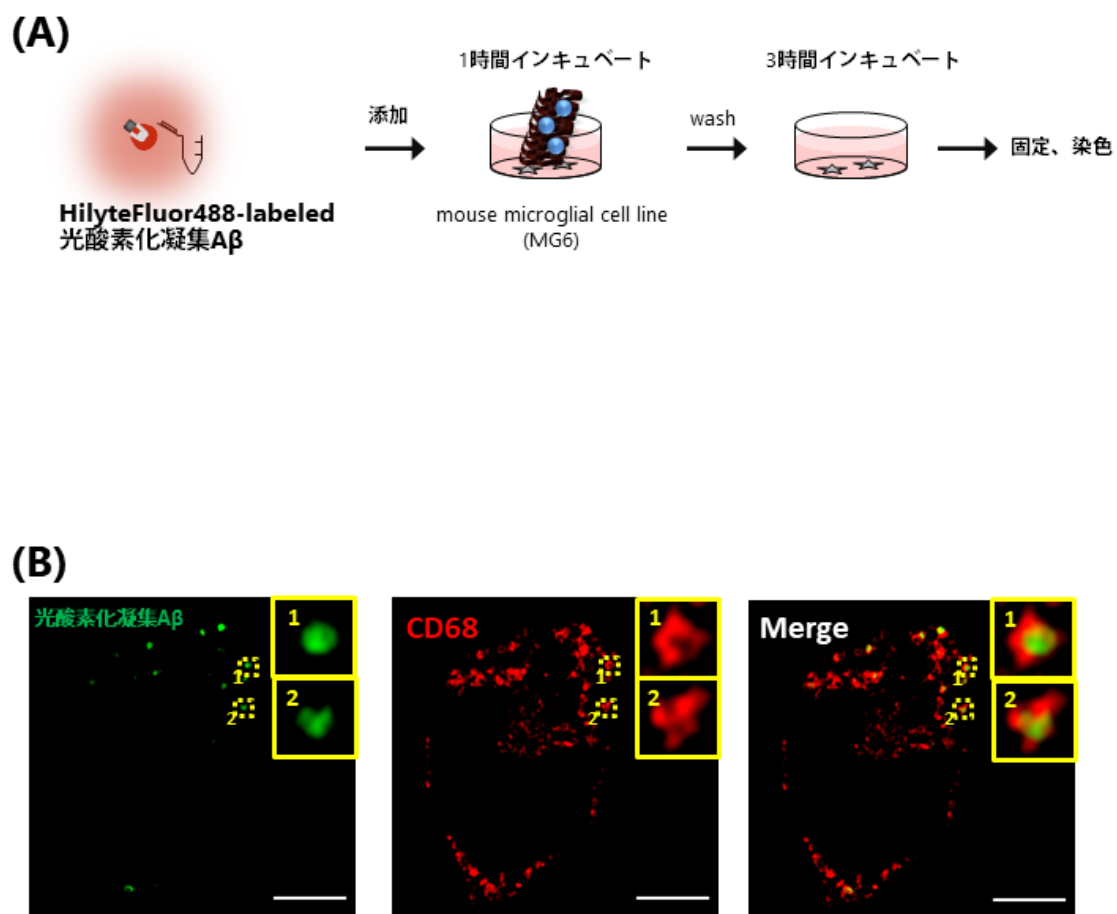 (A)
1時間インキュベート
3時間インキュベート
添加
wash
固定、染色
HilyteFluor488-labeled
光酸素化凝集Aβ
mouse microglial cell line
(MG6)
(B)
光酸素化凝集Aβ
1
2
1
2
CD68
1
2
1
2
Merge
1
2
1
2